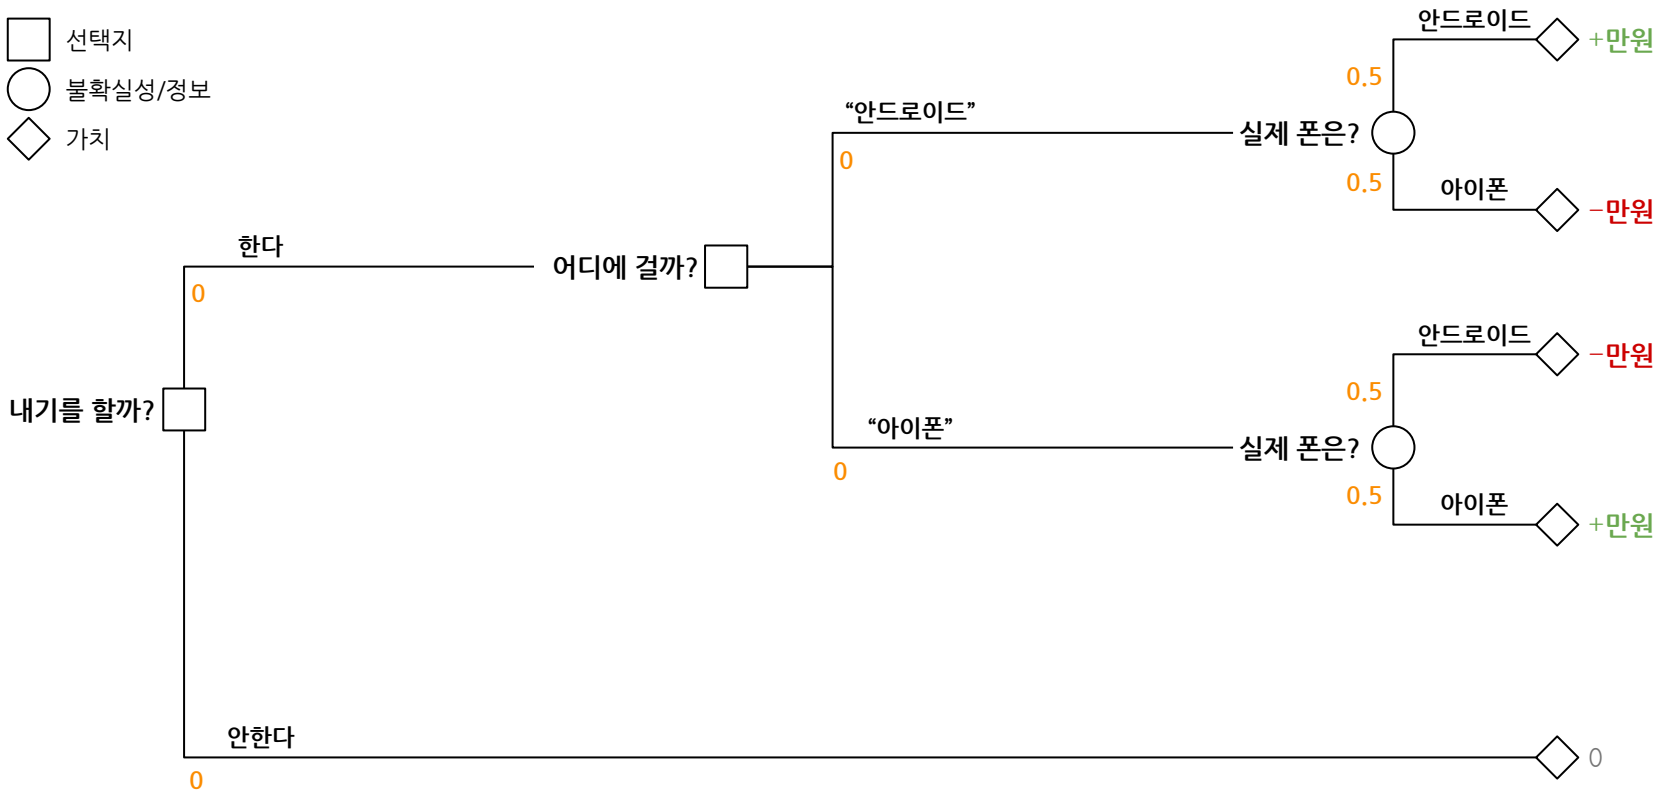 선택지
불확실성/정보
가치
안드로이드
+만원
0.5
“안드로이드”
실제 폰은?
0
0.5
아이폰
−만원
한다
어디에 걸까?
0
안드로이드
−만원
0.5
내기를 할까?
“아이폰”
실제 폰은?
0
0.5
아이폰
+만원
안한다
0
0